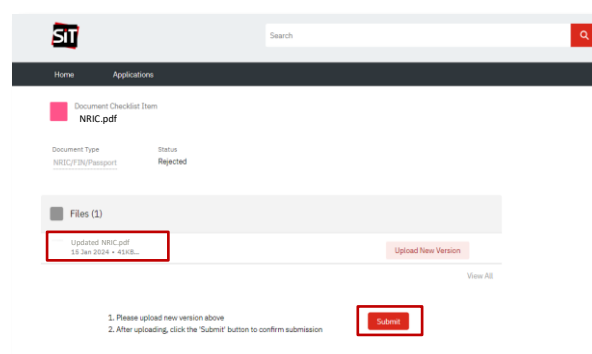 SiT
Search
Home Applications
Document Checklist Item
NRIC.pdf
Document Type Status
NRIC/FIN/Passport Rejected
Files (1)
Updated NRIC.pdf
15 Jan 2024 • 41KB...
Upload New Version
View All
1. Please upload new version above
2. After uploading, click the 'Submit' button to confirm submission
Submit